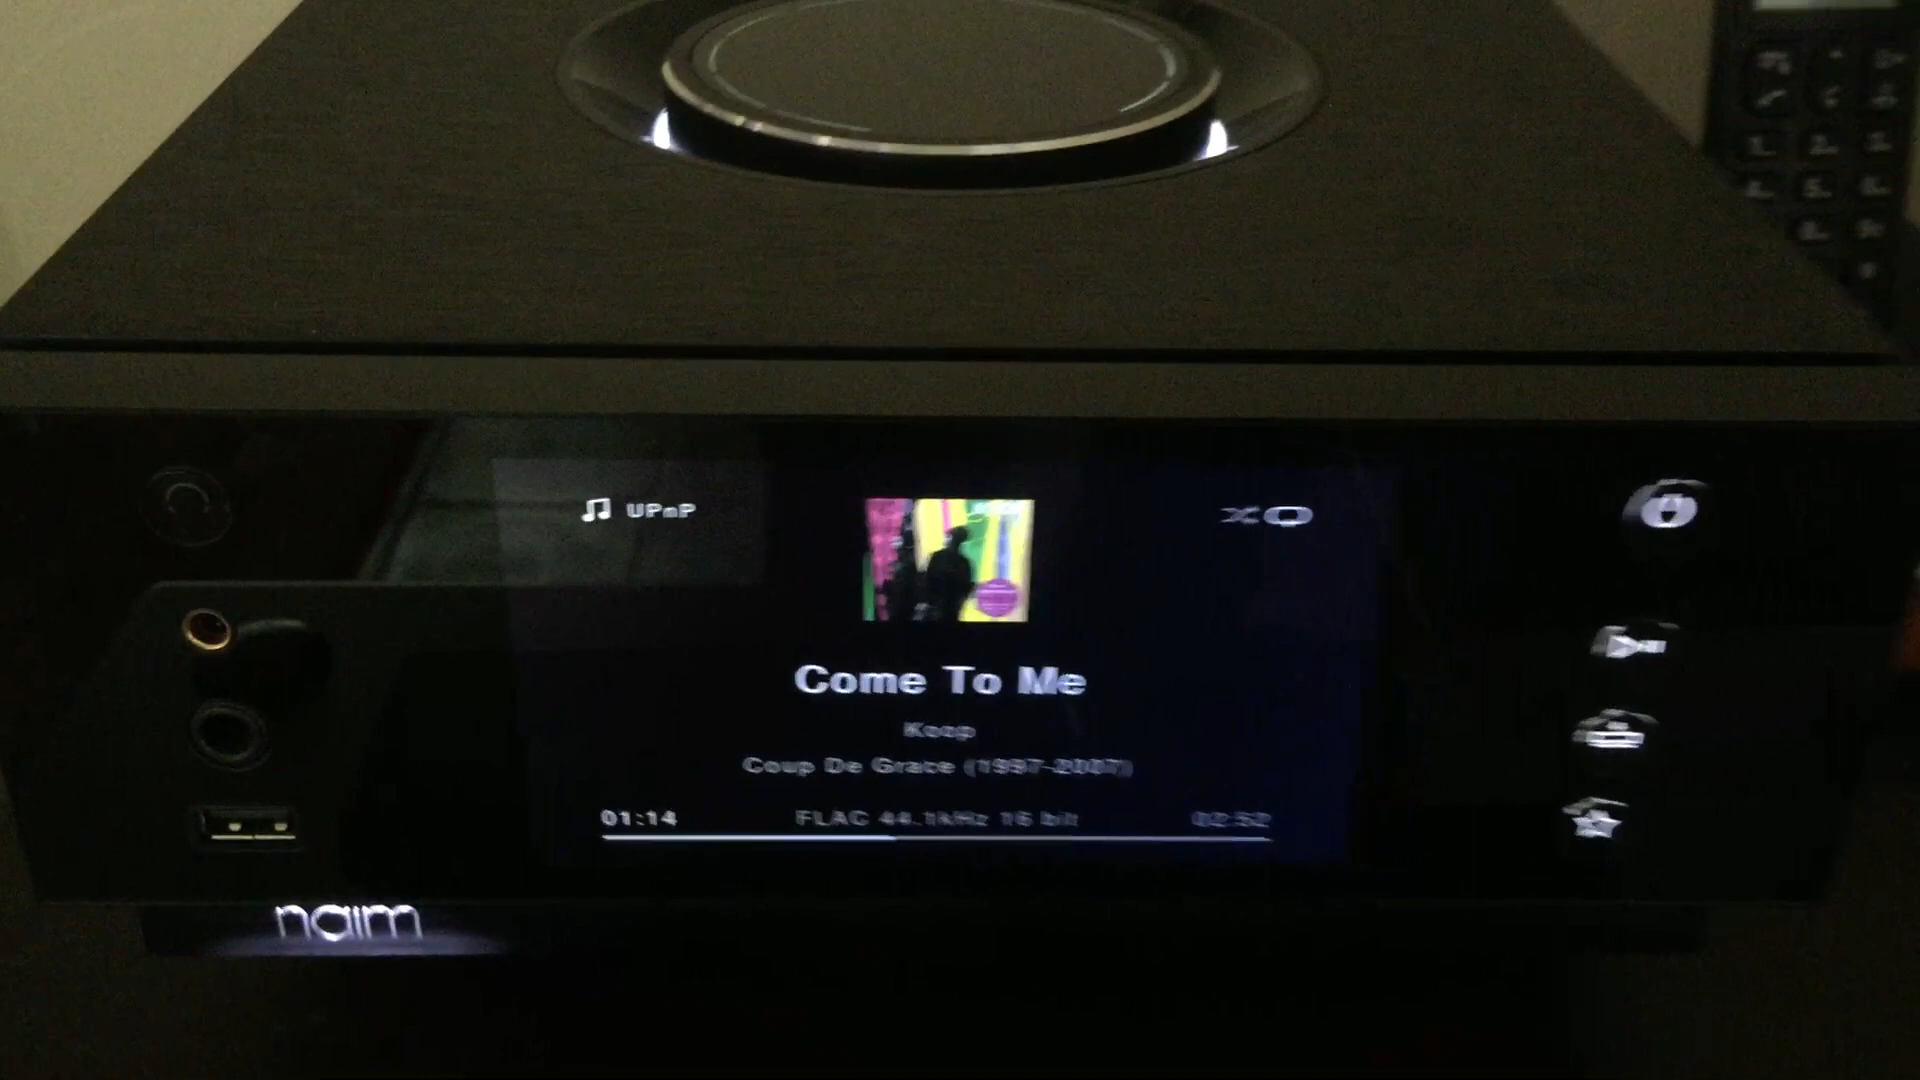 UPnP
Come To Me
Koop
Coup De Grace (1997-2007)
01:14 FLAC 44.1kHz 16 bit 02:52
naim